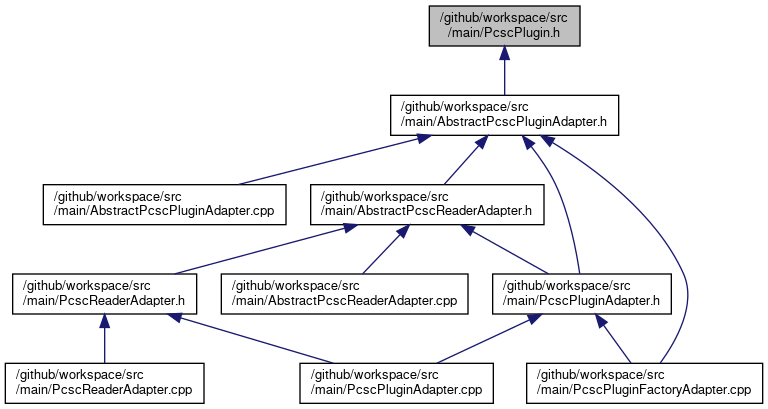 /github/workspace/src
/main/PcscPlugin.h
/github/workspace/src
/main/AbstractPcscPluginAdapter.h
/github/workspace/src
/main/AbstractPcscPluginAdapter.cpp
/github/workspace/src
/main/AbstractPcscReaderAdapter.h
/github/workspace/src
/main/PcscReaderAdapter.h
/github/workspace/src
/main/AbstractPcscReaderAdapter.cpp
/github/workspace/src
/main/PcscPluginAdapter.h
/github/workspace/src
/main/PcscReaderAdapter.cpp
/github/workspace/src
/main/PcscPluginAdapter.cpp
/github/workspace/src
/main/PcscPluginFactoryAdapter.cpp